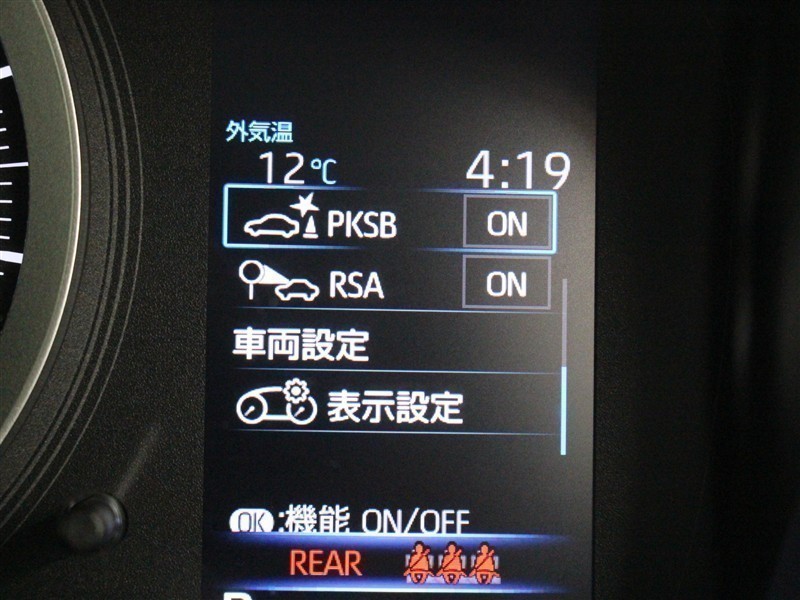 外気温
12℃ 4:19
PKSB ON
RSA ON
車両設定
表示設定
OK:機能 ON/OFF
REAR